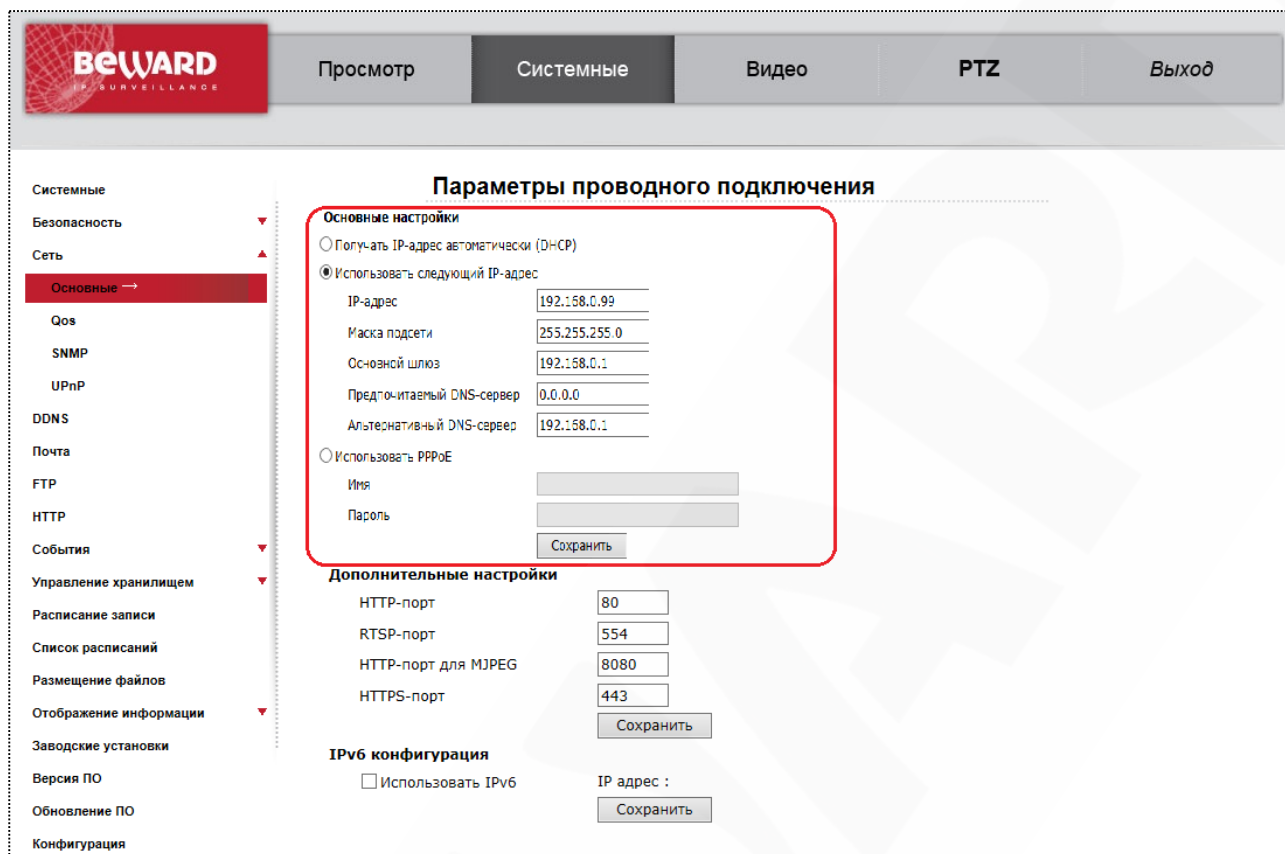 BEWARD
IP SURVEILLANCE
Просмотр
Системные
Видео
PTZ
Выход
Системные
Безопасность
Сеть
Основные →
Qos
SNMP
UPnP
DDNS
Почта
FTP
HTTP
События
Управление хранилищем
Расписание записи
Список расписаний
Размещение файлов
Отображение информации
Заводские установки
Версия ПО
Обновление ПО
Конфигурация
Параметры проводного подключения
Основные настройки
Получать IP-адрес автоматически (DHCP)
Использовать следующий IP-адрес
IP-адрес 192.168.0.99
Маска подсети 255.255.255.0
Основной шлюз 192.168.0.1
Предпочитаемый DNS-сервер 0.0.0.0
Альтернативный DNS-сервер 192.168.0.1
Использовать PPPoE
Имя
Пароль
Сохранить
Дополнительные настройки
HTTP-порт 80
RTSP-порт 554
HTTP-порт для MJPEG 8080
HTTPS-порт 443
Сохранить
IPv6 конфигурация
Использовать IPv6 IP адрес :
Сохранить